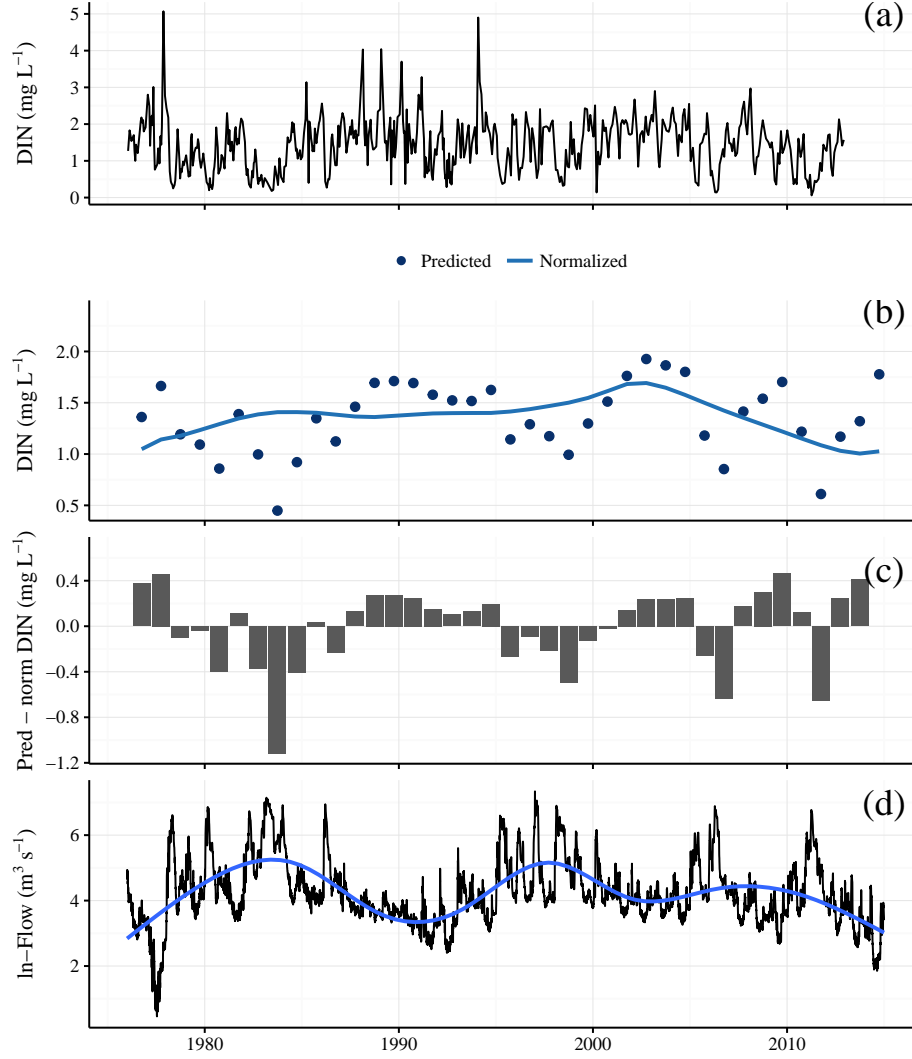 (a)
DIN (mg L⁻¹)
5
4
3
2
1
0
Predicted Normalized
(b)
DIN (mg L⁻¹)
2.0
1.5
1.0
0.5
(c)
Pred − norm DIN (mg L⁻¹)
0.4
0.0
−0.4
−0.8
−1.2
(d)
ln−Flow (m³ s⁻¹)
6
4
2
1980 1990 2000 2010